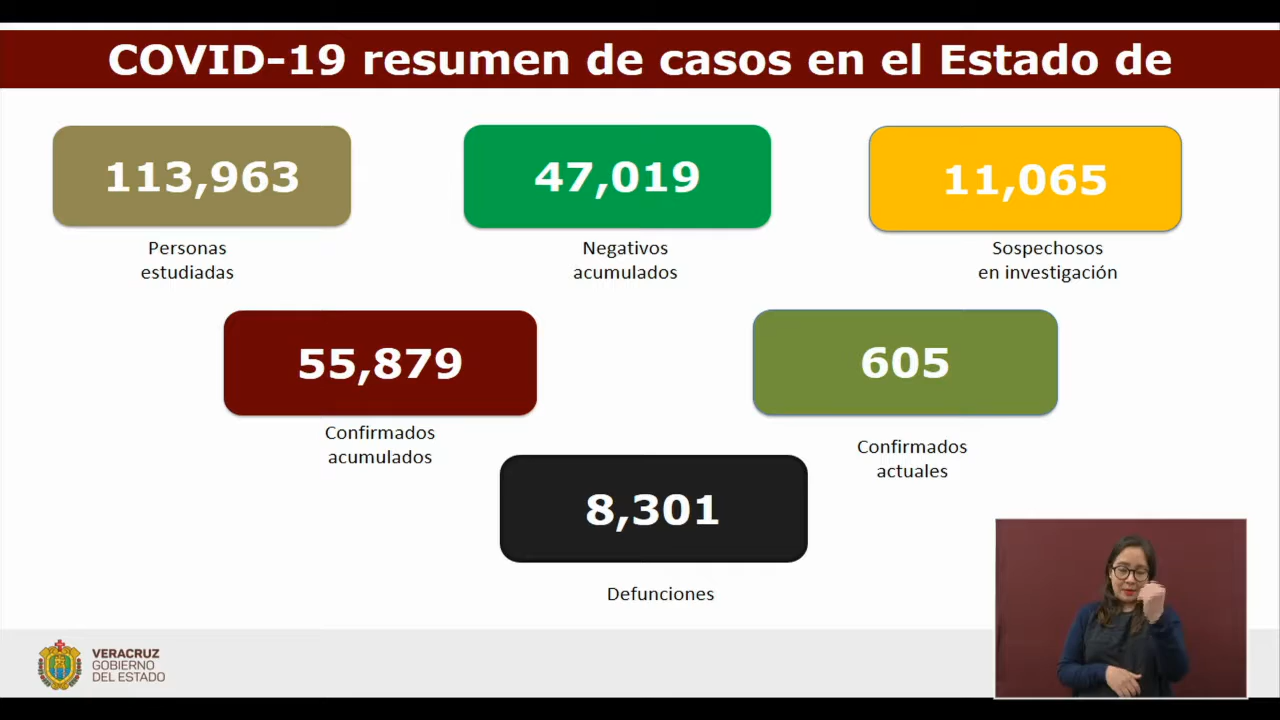 COVID-19 resumen de casos en el Estado de
113,963
Personas
estudiadas
47,019
Negativos
acumulados
11,065
Sospechosos
en investigación
55,879
Confirmados
acumulados
605
Confirmados
actuales
8,301
Defunciones
VERACRUZ
GOBIERNO
DEL ESTADO